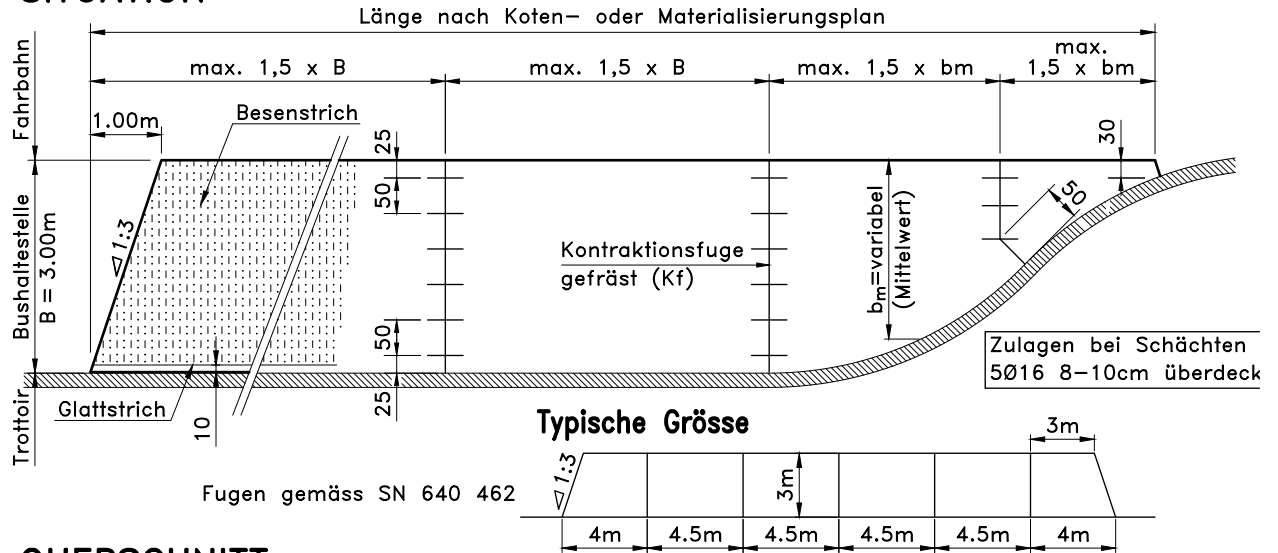 Länge nach Koten- oder Materialisierungsplan
max. 1,5 x B
max. 1,5 x B
max. 1,5 x bm
max.
1,5 x bm
Fahrbahn
1.00m
Besenstrich
25
30
50
50
Bushaltestelle
B = 3.00m
1:3
Kontraktionsfuge
gefräst (Kf)
bm=variabel
(Mittelwert)
50
Zulagen bei Schächten
5Ø16 8-10cm überdeck
Glattstrich
10
25
Trottoir
Typische Grösse
3m
1:3
3m
Fugen gemäss SN 640 462
4m
4.5m
4.5m
4.5m
4.5m
4m